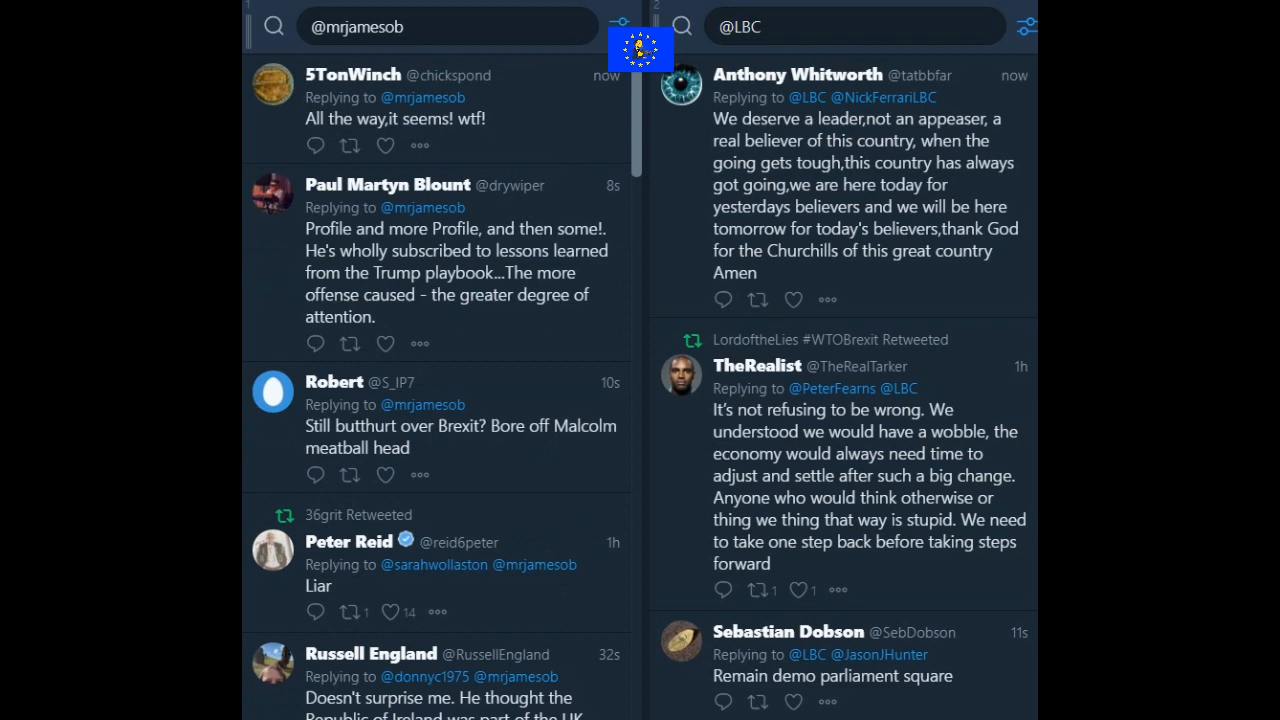 1
@mrjamesob
5TonWinch @chickspond now
Replying to @mrjamesob
All the way,it seems! wtf!
Paul Martyn Blount @drywiper 8s
Replying to @mrjamesob
Profile and more Profile, and then some!.
He's wholly subscribed to lessons learned
from the Trump playbook...The more
offense caused - the greater degree of
attention.
Robert @S_IP7 10s
Replying to @mrjamesob
Still butthurt over Brexit? Bore off Malcolm
meatball head
36grit Retweeted
Peter Reid @reid6peter 1h
Replying to @sarahwollaston @mrjamesob
Liar
1 14
Russell England @RussellEngland 32s
Replying to @donnyc1975 @mrjamesob
Doesn't surprise me. He thought the
Republic of Ireland was part of the UK
2
@LBC
Anthony Whitworth @tatbbfar now
Replying to @LBC @NickFerrariLBC
We deserve a leader,not an appeaser, a
real believer of this country, when the
going gets tough,this country has always
got going,we are here today for
yesterdays believers and we will be here
tomorrow for today's believers,thank God
for the Churchills of this great country
Amen
LordoftheLies #WTOBrexit Retweeted
TheRealist @TheRealTarker 1h
Replying to @PeterFearns @LBC
It's not refusing to be wrong. We
understood we would have a wobble, the
economy would always need time to
adjust and settle after such a big change.
Anyone who would think otherwise or
thing we thing that way is stupid. We need
to take one step back before taking steps
forward
1 1
Sebastian Dobson @SebDobson 11s
Replying to @LBC @JasonJHunter
Remain demo parliament square